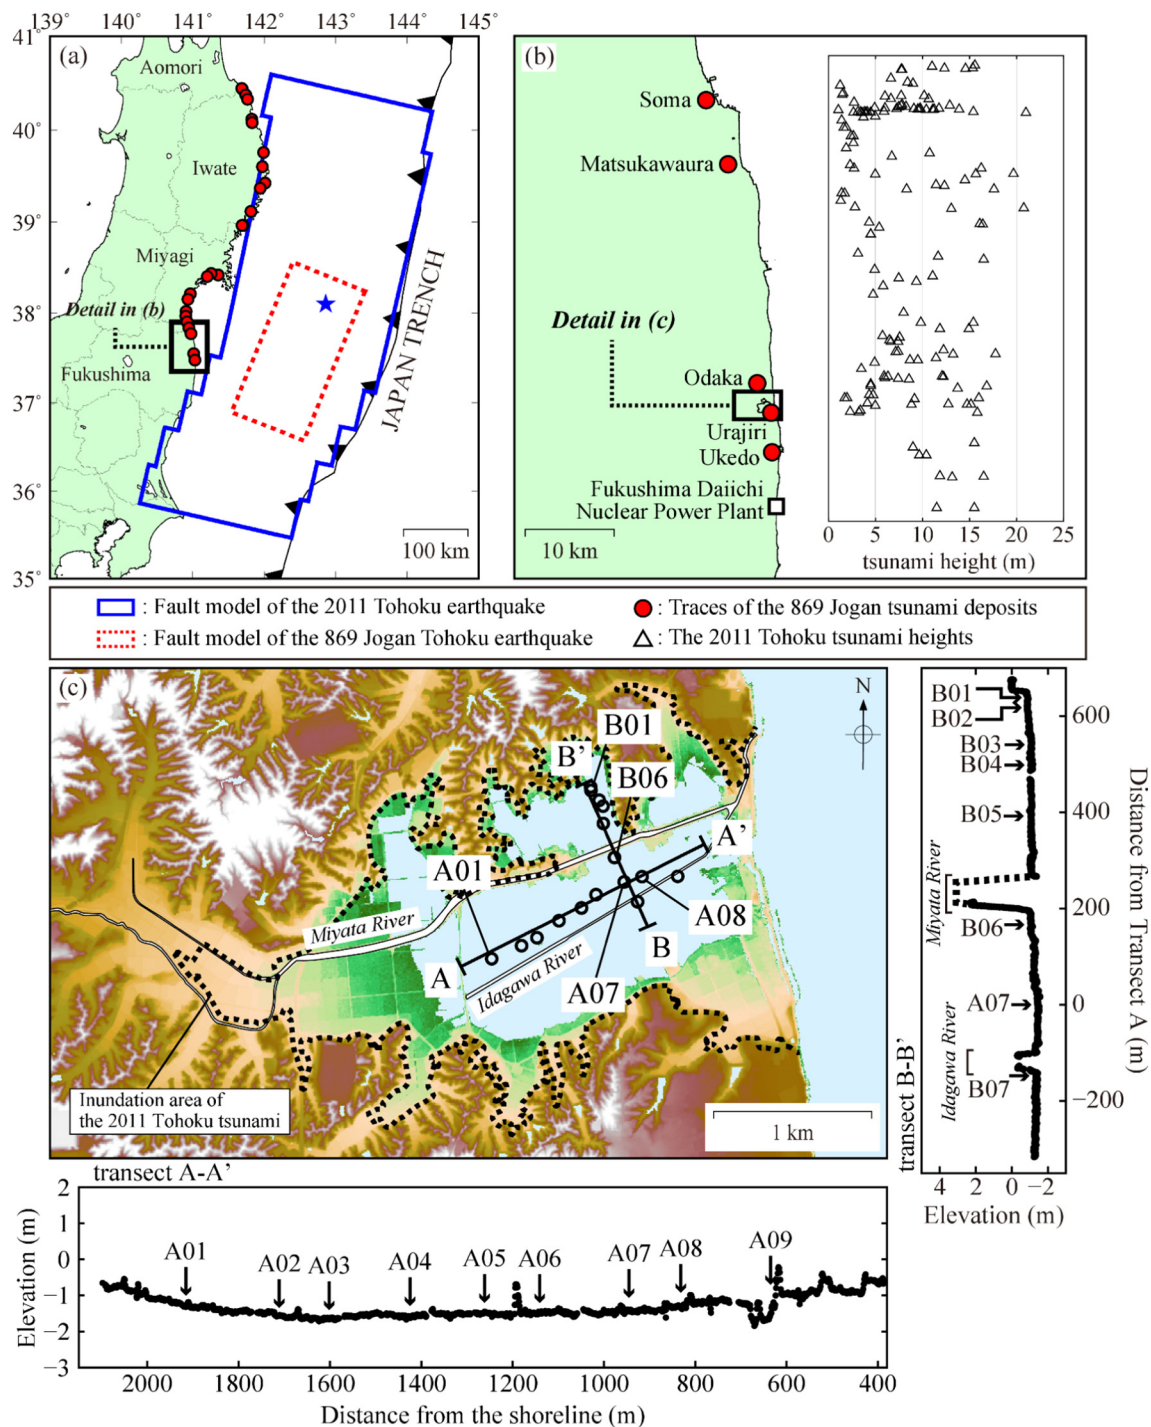 139° 140° 141° 142° 143° 144° 145°
41°
40°
39°
38°
37°
36°
35°
(a)
Aomori
Iwate
Miyagi
Detail in (b)
Fukushima
JAPAN TRENCH
100 km
(b)
Soma
Matsukawaura
Detail in (c)
Odaka
Urajiri
Ukedo
Fukushima Daiichi
Nuclear Power Plant
10 km
0 5 10 15 20 25
tsunami height (m)
: Fault model of the 2011 Tohoku earthquake
: Traces of the 869 Jogan tsunami deposits
: Fault model of the 869 Jogan Tohoku earthquake
: The 2011 Tohoku tsunami heights
(c)
N
B01
B'
B06
A'
A01
Miyata River
A08
A
B
Idagawa River
A07
Inundation area of
the 2011 Tohoku tsunami
1 km
B01
B02
B03
B04
B05
Miyata River
B06
A07
Idagawa River
B07
600
400
200
0
−200
Distance from Transect A (m)
transect B-B'
4 2 0 −2
Elevation (m)
transect A-A'
2
1
0
−1
−2
−3
Elevation (m)
A01 A02 A03 A04 A05 A06 A07 A08 A09
2000 1800 1600 1400 1200 1000 800 600 400
Distance from the shoreline (m)